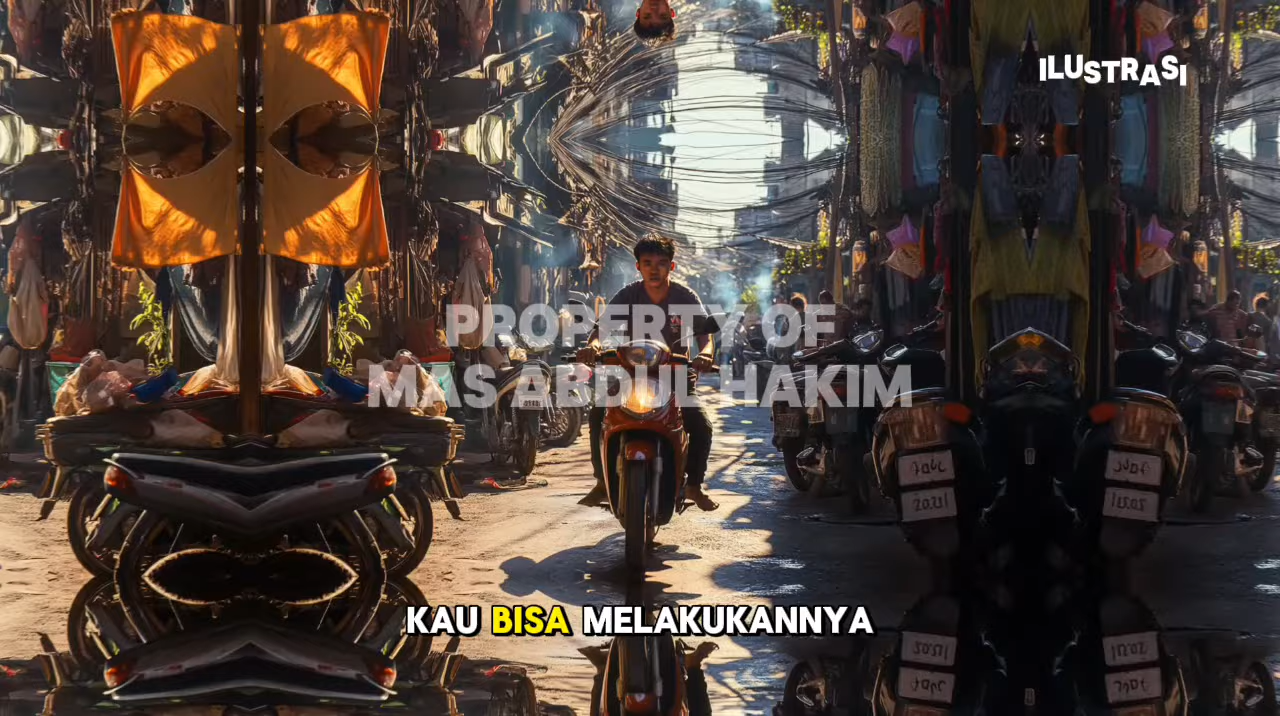 ILUSTRASI
PROPERTY OF
MAS ABDUL HAKIM
KAU BISA MELAKUKANNYA